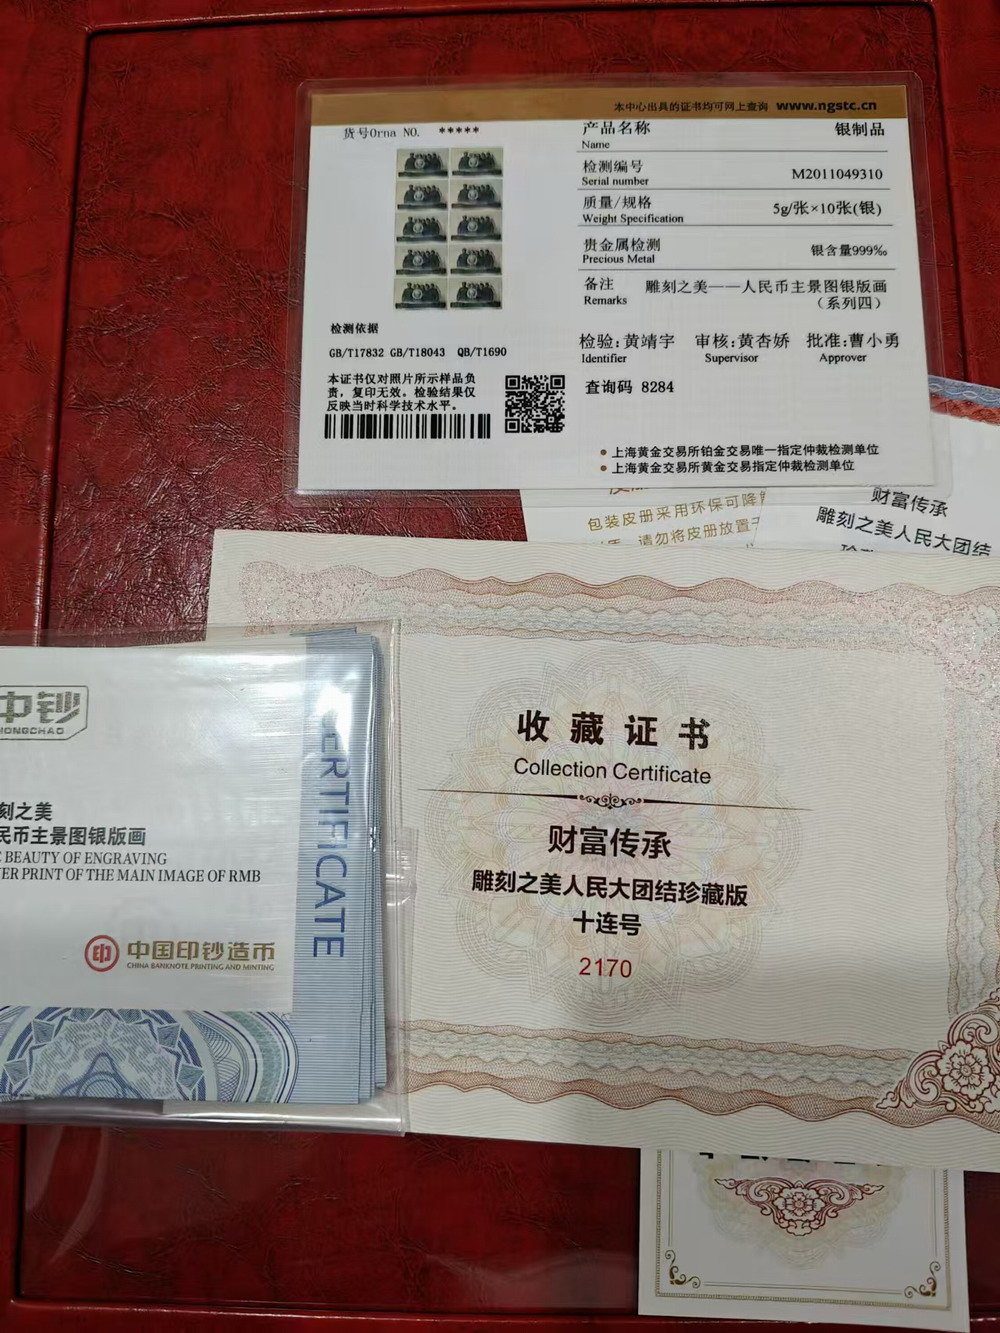 本中心出具的证书均可网上查询 www.ngstc.cn
货号Orna NO. *****
产品名称 银制品
Name
检测编号 M2011049310
Serial number
质量/规格 5g/张×10张(银)
Weight Specification
贵金属检测 银含量999‰
Precious Metal
备注 雕刻之美——人民币主景图银版画
Remarks （系列四）
检测依据
GB/T17832 GB/T18043 QB/T1690
检验:黄靖宇 审核:黄杏娇 批准:曹小勇
Identifier Supervisor Approver
本证书仅对照片所示样品负
责，复印无效。检验结果仅
反映当时科学技术水平。
查询码 8284
• 上海黄金交易所铂金交易唯一指定仲裁检测单位
• 上海黄金交易所黄金交易指定仲裁检测单位
包装皮册采用环保可降
请勿将皮册放置于
财富传承
雕刻之美人民大团结
中钞
HONGCHAO
刻之美
民币主景图银版画
BEAUTY OF ENGRAVING
ER PRINT OF THE MAIN IMAGE OF RMB
中国印钞造币
CHINA BANKNOTE PRINTING AND MINTING
ERTIFICATE
收藏证书
Collection Certificate
财富传承
雕刻之美人民大团结珍藏版
十连号
2170